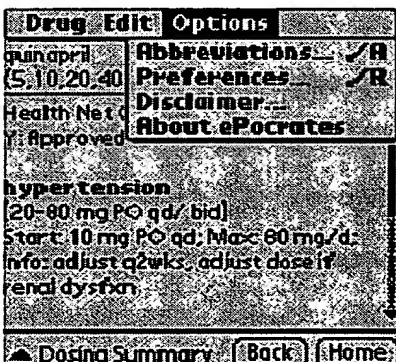 Drug Edit Options
quinapril
(5,10,20,40
Abbreviations... ✓A
Preferences... ✓R
Disclaimer...
About ePocrates
Health Net
Y: Approved
hypertension
[20-80 mg PO qd/ bid]
Start: 10 mg PO qd; Max: 80 mg/d;
Info: adjust q2wks, adjust dose if
renal dysfxn
Dosing Summary Back Home